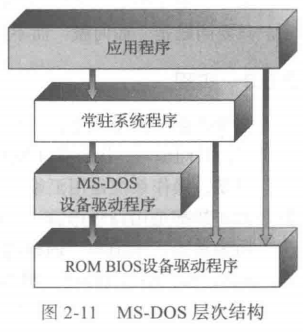 应用程序
常驻系统程序
MS-DOS
设备驱动程序
ROM BIOS设备驱动程序
图 2-11 MS-DOS 层次结构